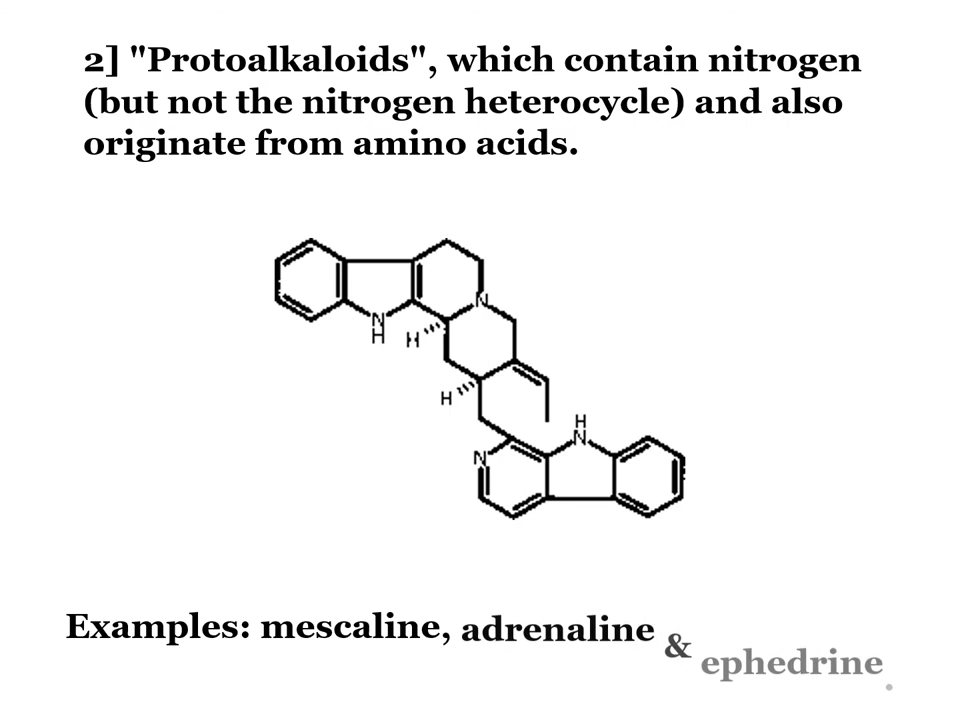 2] "Protoalkaloids", which contain nitrogen
(but not the nitrogen heterocycle) and also
originate from amino acids.
N
N
H
H
H
H
N
N
Examples: mescaline, adrenaline & ephedrine.